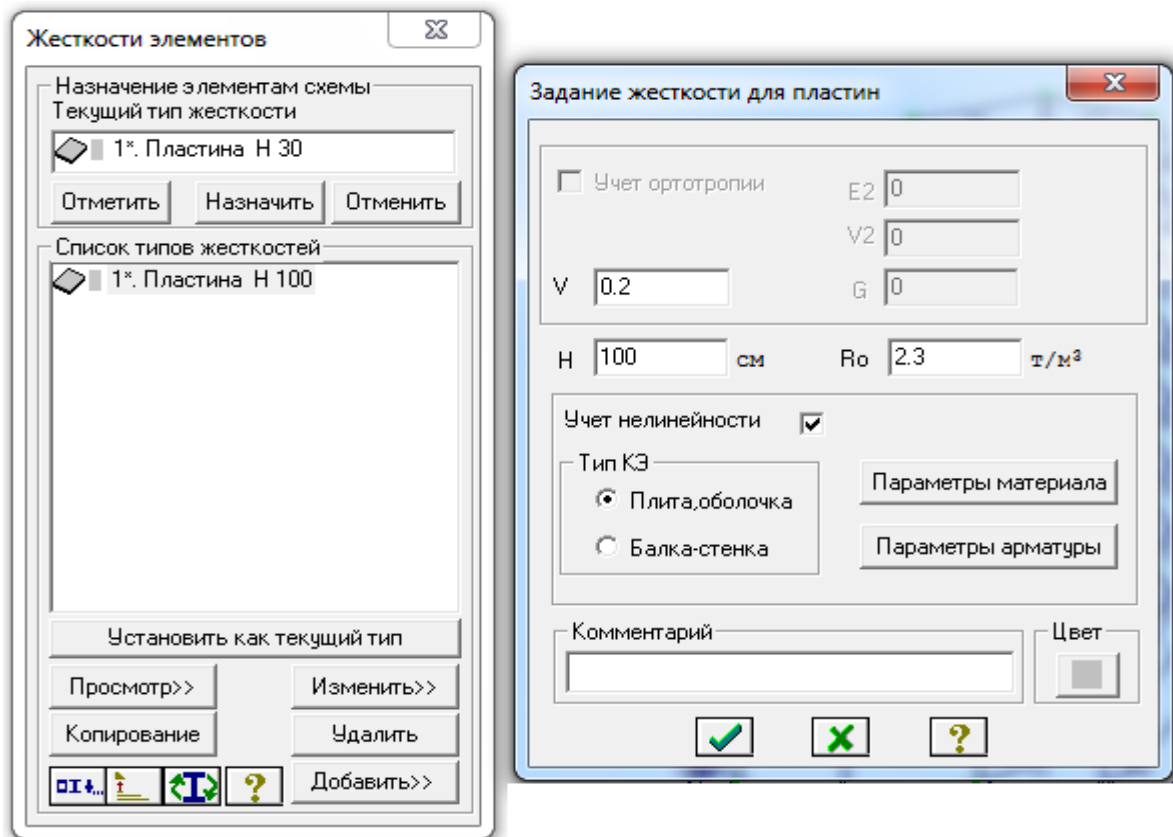 Жесткости элементов
Назначение элементам схемы
Текущий тип жесткости
1*. Пластина H 30
Отметить
Назначить
Отменить
Список типов жесткостей
1*. Пластина H 100
Установить как текущий тип
Просмотр>>
Изменить>>
Копирование
Удалить
Добавить>>
Задание жесткости для пластин
Учет ортотропии
E2 0
V2 0
V 0.2
G 0
H 100 см
Ro 2.3 т/м³
Учет нелинейности
Тип КЭ
Плита,оболочка
Балка-стенка
Параметры материала
Параметры арматуры
Комментарий
Цвет